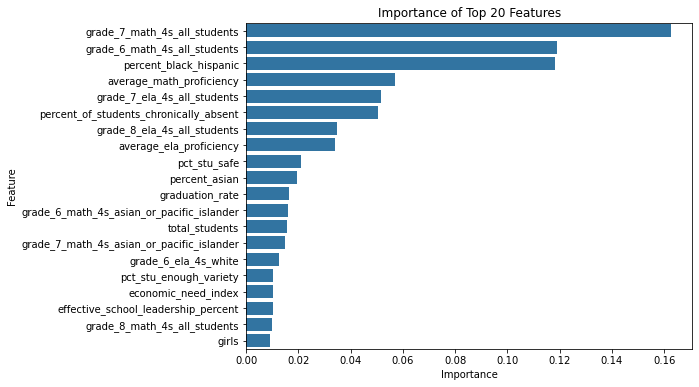 Importance of Top 20 Features
Feature
grade_7_math_4s_all_students
grade_6_math_4s_all_students
percent_black_hispanic
average_math_proficiency
grade_7_ela_4s_all_students
percent_of_students_chronically_absent
grade_8_ela_4s_all_students
average_ela_proficiency
pct_stu_safe
percent_asian
graduation_rate
grade_6_math_4s_asian_or_pacific_islander
total_students
grade_7_math_4s_asian_or_pacific_islander
grade_6_ela_4s_white
pct_stu_enough_variety
economic_need_index
effective_school_leadership_percent
grade_8_math_4s_all_students
girls
0.00 0.02 0.04 0.06 0.08 0.10 0.12 0.14 0.16
Importance